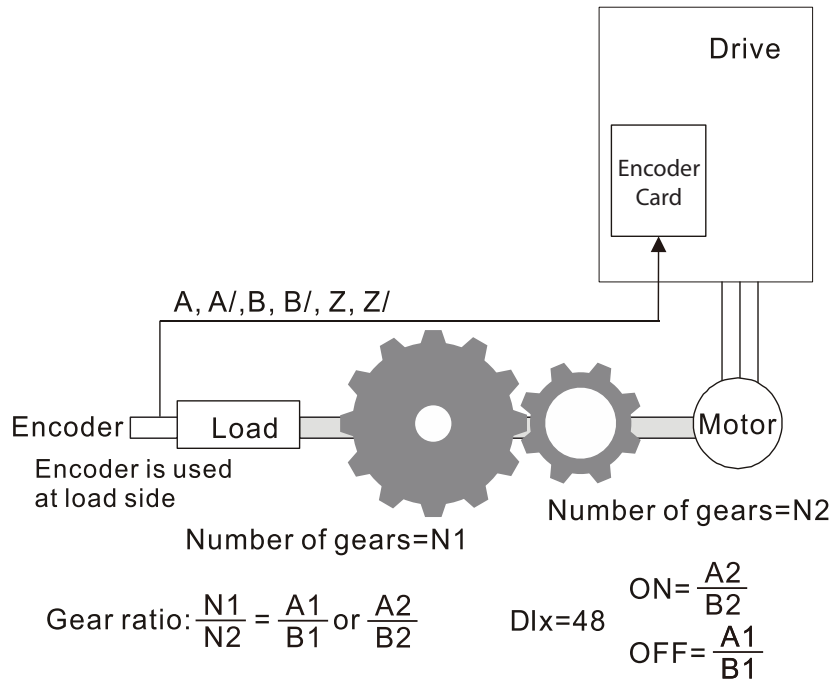 Drive
Encoder
Card
A, A/,B, B/, Z, Z/
Encoder
Load
Motor
Encoder is used
at load side
Number of gears=N1
Number of gears=N2
Gear ratio: N1/N2 = A1/B1 or A2/B2
DIx=48
ON= A2/B2
OFF= A1/B1